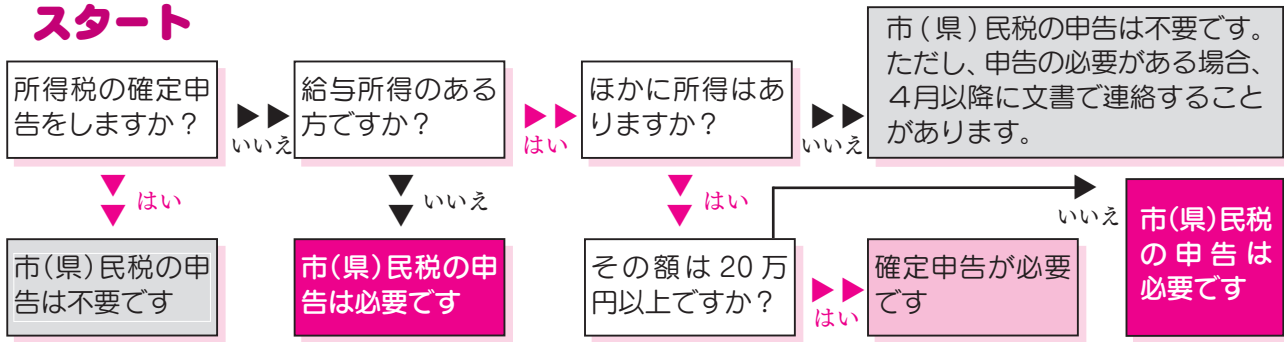 スタート
所得税の確定申
告をしますか？
いいえ
給与所得のある
方ですか？
はい
ほかに所得はあ
りますか？
いいえ
市(県)民税の申告は不要です。
ただし、申告の必要がある場合、
４月以降に文書で連絡すること
があります。
はい
いいえ
はい
いいえ
市(県)民税の申
告は不要です
市(県)民税の申
告は必要です
その額は 20 万
円以上ですか？
はい
確定申告が必要
です
市(県)民税
の申告は
必要です